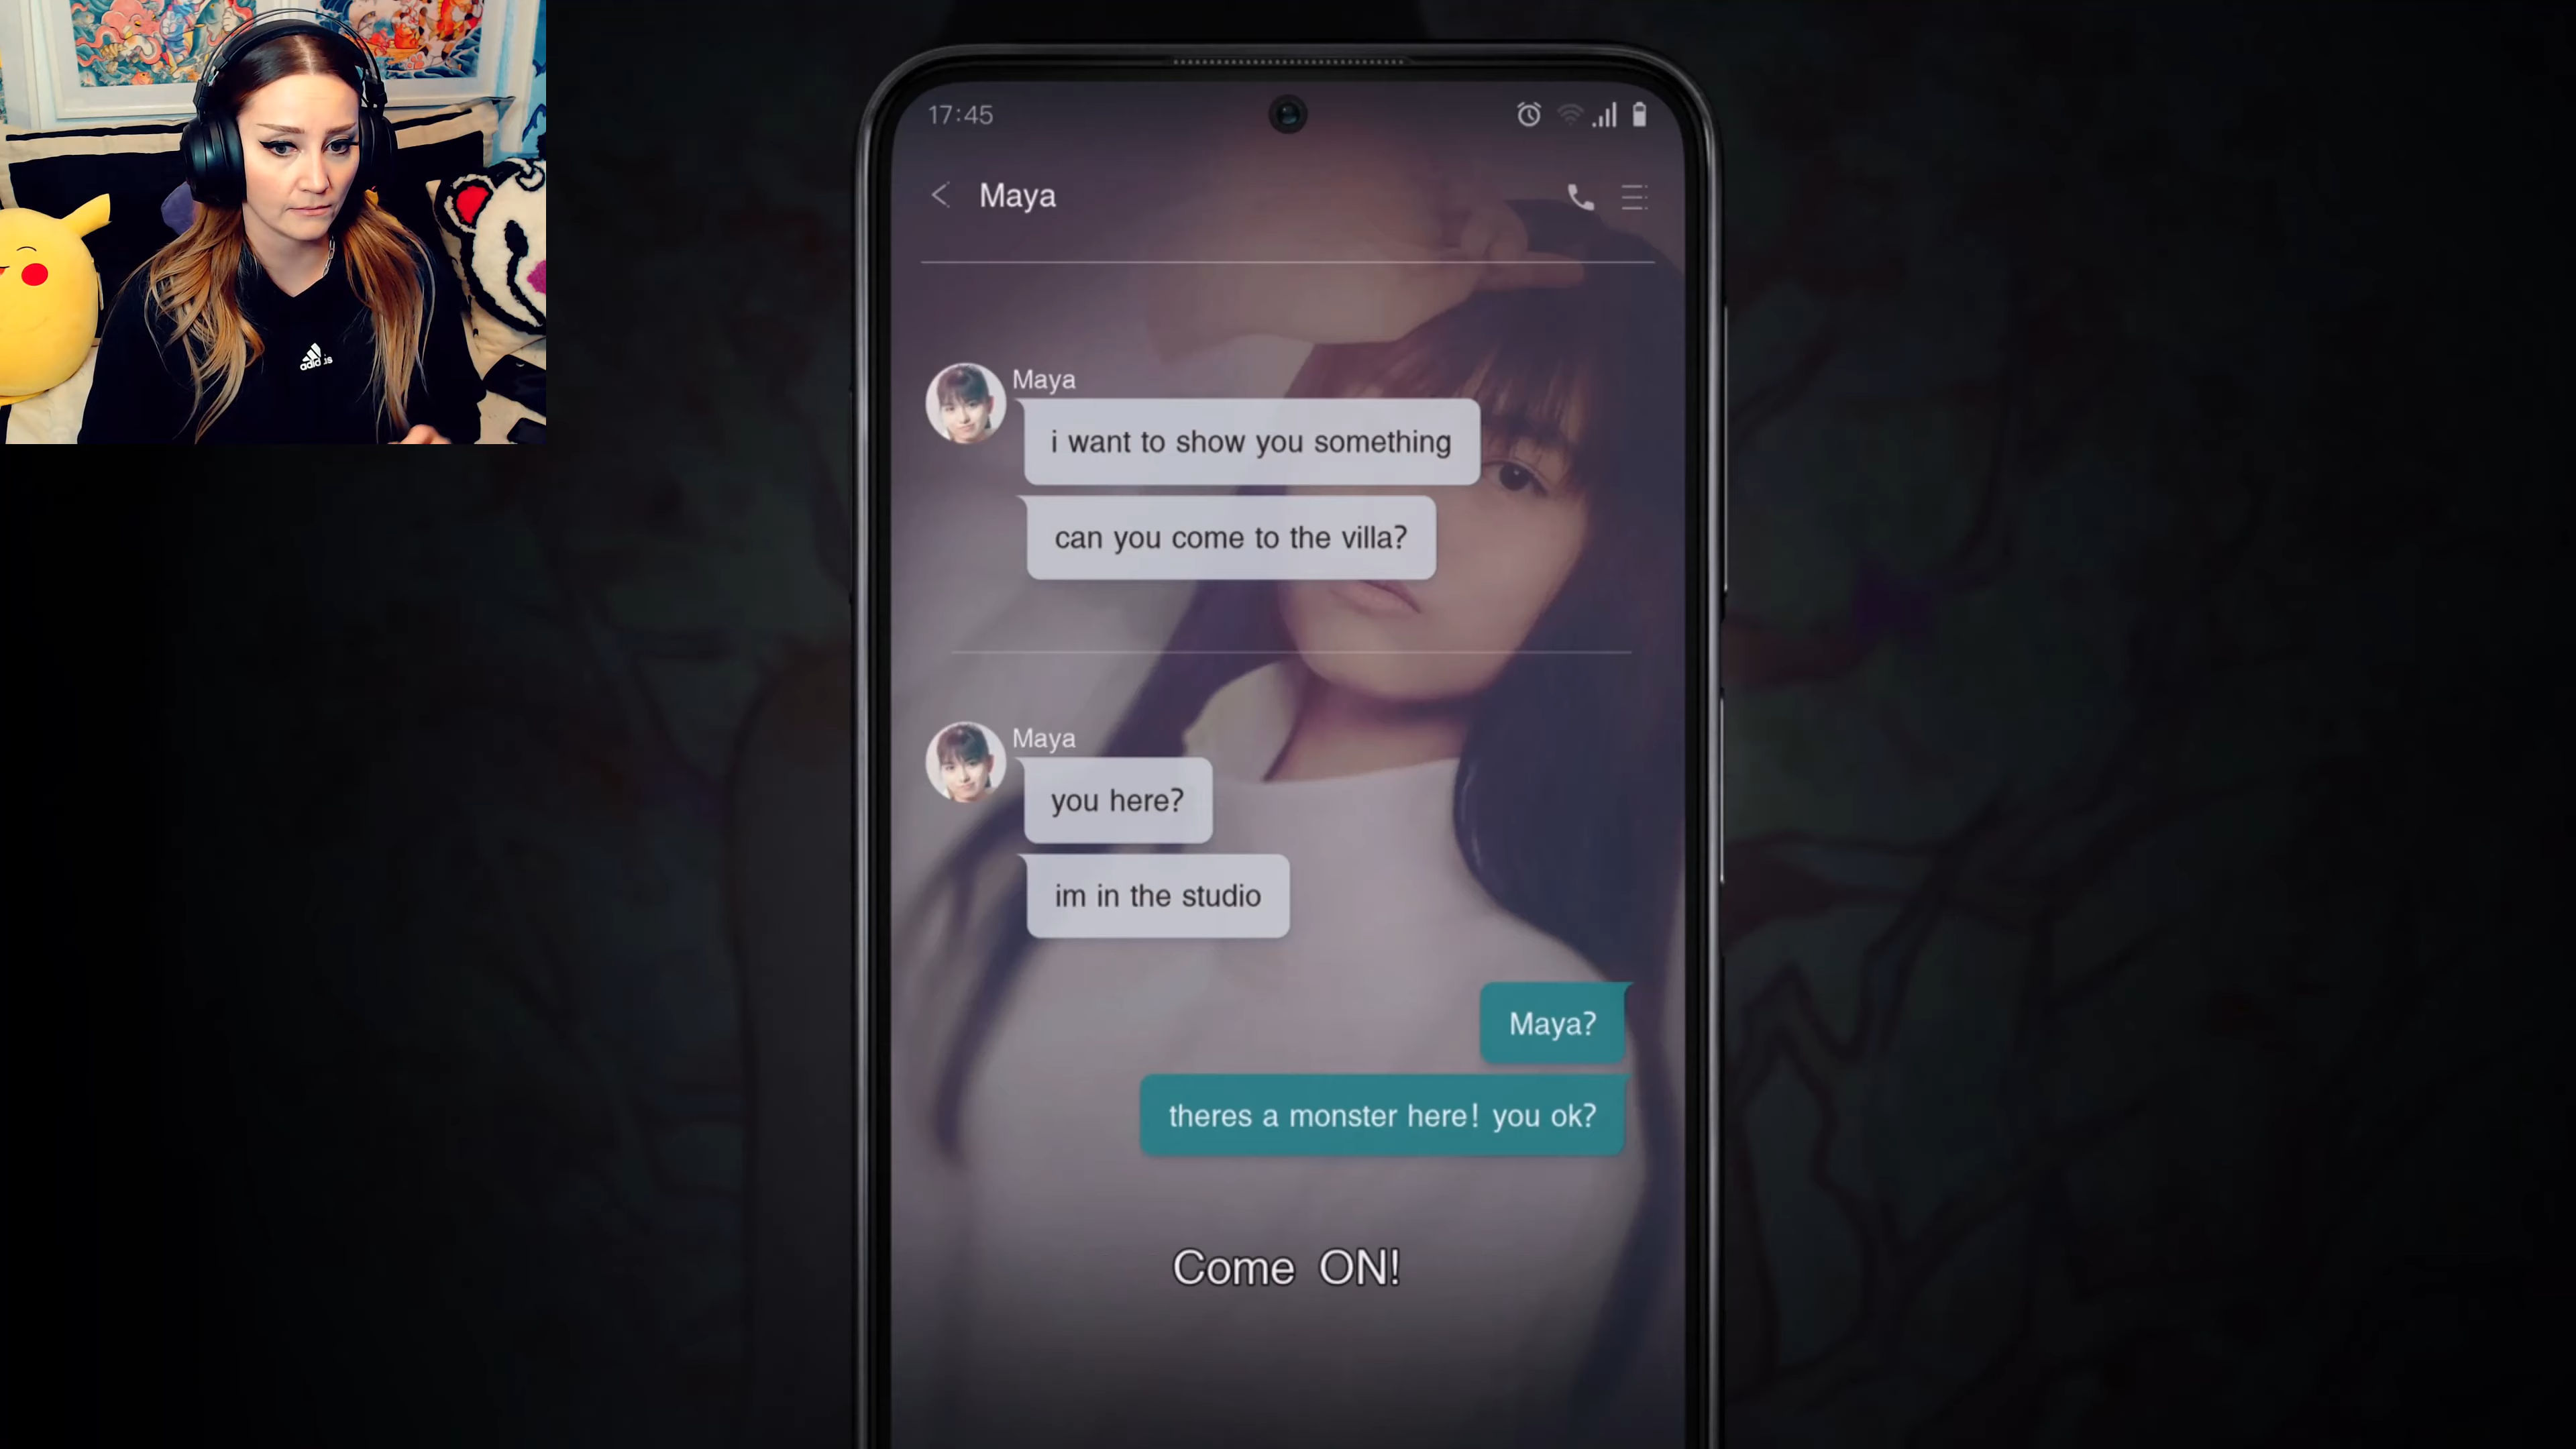 adidas
17:45
Maya
Maya
i want to show you something
can you come to the villa?
Maya
you here?
im in the studio
Maya?
theres a monster here! you ok?
Come ON!